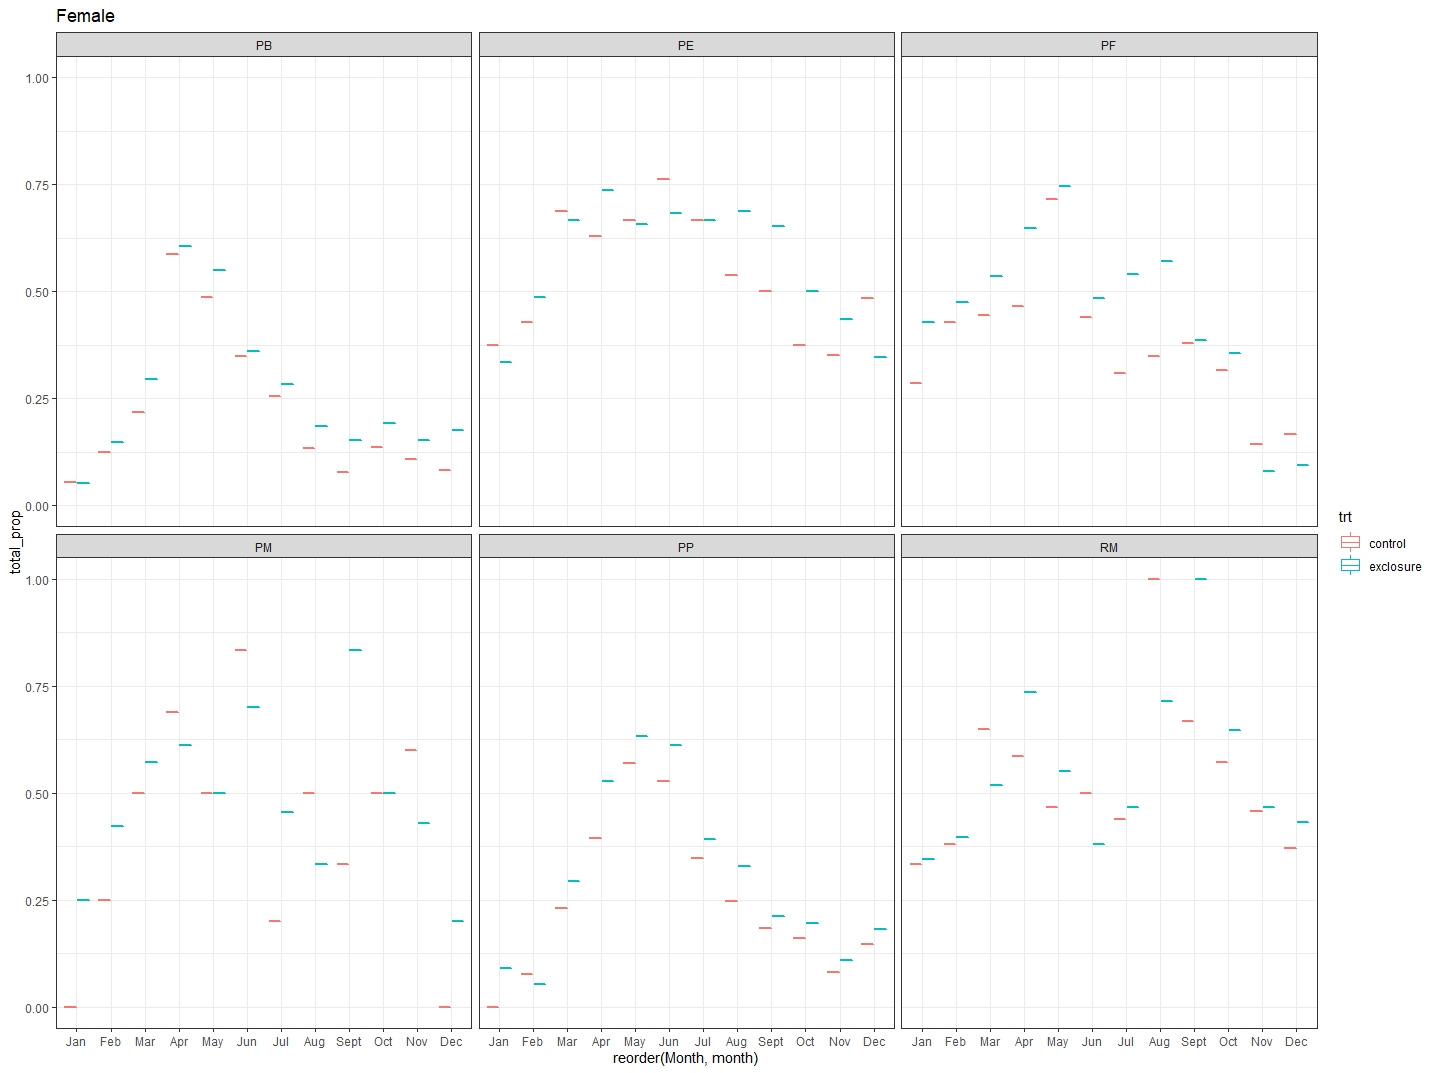 Female
PB PE PF
1.00
0.75
0.50
0.25
0.00
PM PP RM
1.00
0.75
0.50
0.25
0.00
total_prop
Jan Feb Mar Apr May Jun Jul Aug Sept Oct Nov Dec Jan Feb Mar Apr May Jun Jul Aug Sept Oct Nov Dec Jan Feb Mar Apr May Jun Jul Aug Sept Oct Nov Dec
reorder(Month, month)
trt
control
exclosure